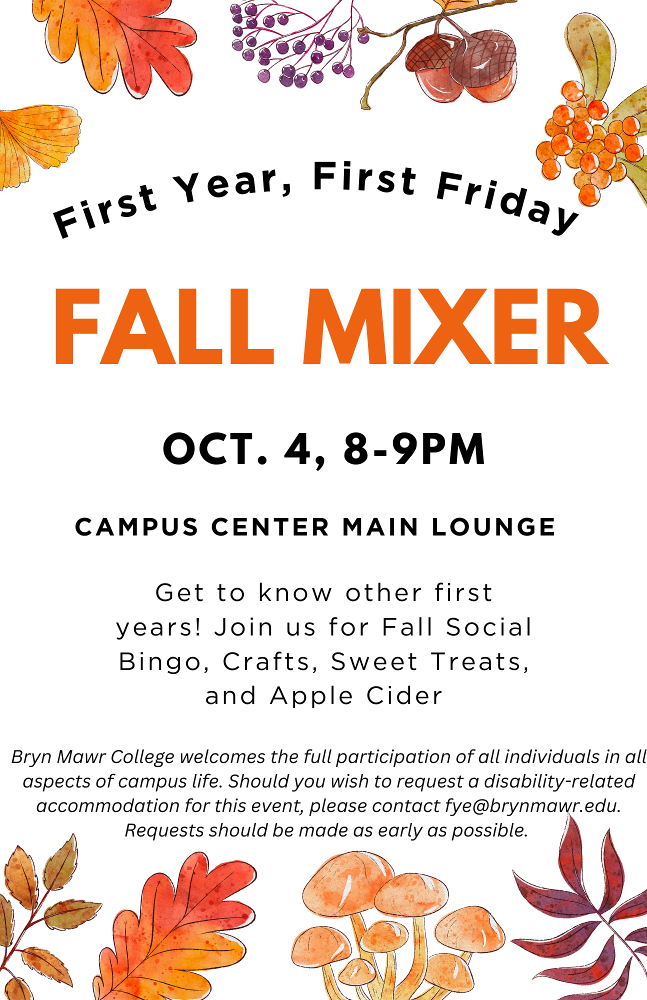 First Year, First Friday
FALL MIXER
OCT. 4, 8-9PM
CAMPUS CENTER MAIN LOUNGE
Get to know other first
years! Join us for Fall Social
Bingo, Crafts, Sweet Treats,
and Apple Cider
Bryn Mawr College welcomes the full participation of all individuals in all
aspects of campus life. Should you wish to request a disability-related
accommodation for this event, please contact fye@brynmawr.edu.
Requests should be made as early as possible.